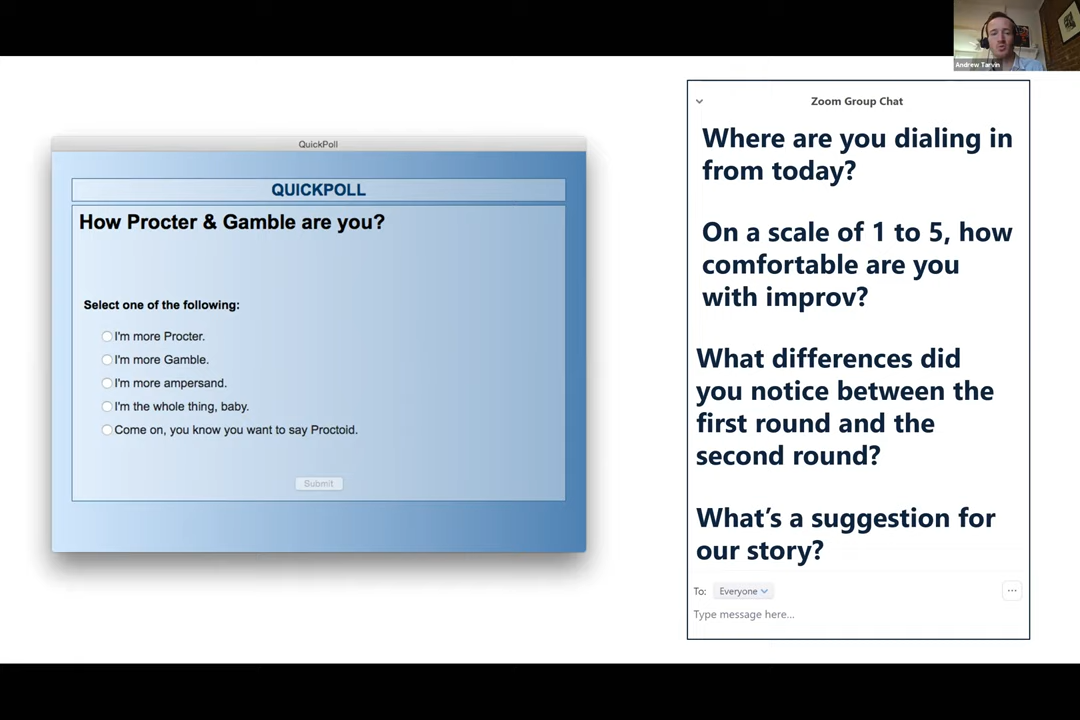 Andrew Tarvin
QuickPoll
QUICKPOLL
How Procter & Gamble are you?
Select one of the following:
I'm more Procter.
I'm more Gamble.
I'm more ampersand.
I'm the whole thing, baby.
Come on, you know you want to say Proctoid.
Submit
Zoom Group Chat
Where are you dialing in
from today?
On a scale of 1 to 5, how
comfortable are you
with improv?
What differences did
you notice between the
first round and the
second round?
What’s a suggestion for
our story?
To: Everyone
Type message here...